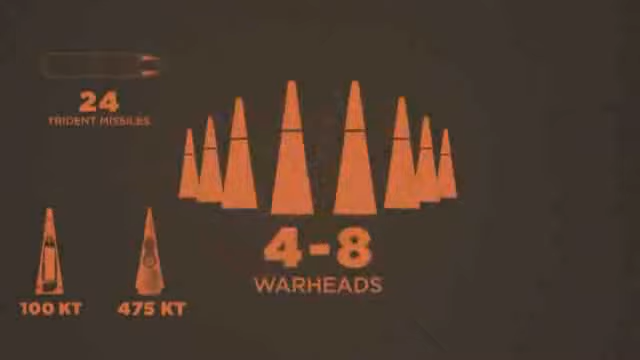 24
TRIDENT MISSILES
4-8
WARHEADS
100 KT
475 KT